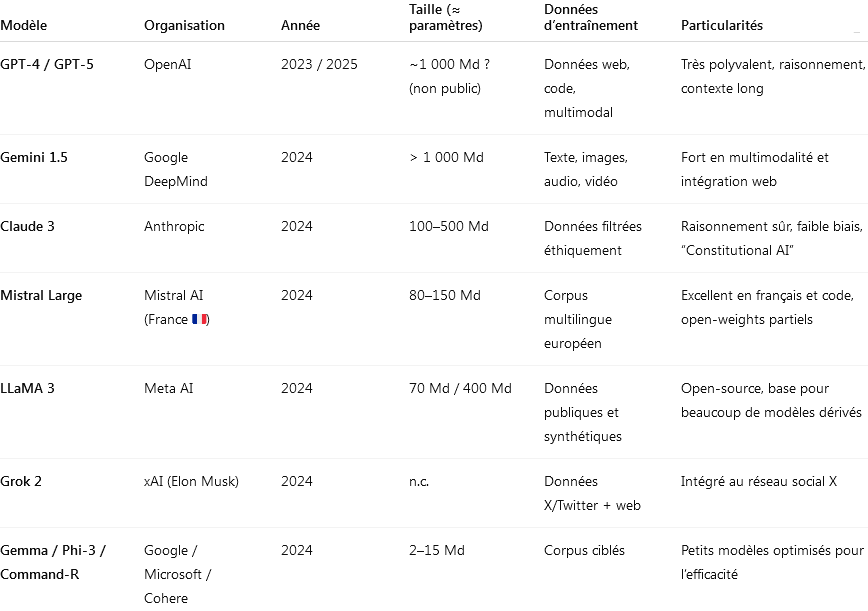 Taille (≈ Données
Modèle Organisation Année paramètres) d’entraînement Particularités
GPT-4 / GPT-5 OpenAI 2023 / 2025 ~1 000 Md ? Données web, Très polyvalent, raisonnement,
(non public) code, contexte long
multimodal
Gemini 1.5 Google 2024 > 1 000 Md Texte, images, Fort en multimodalité et
DeepMind audio, vidéo intégration web
Claude 3 Anthropic 2024 100–500 Md Données filtrées Raisonnement sûr, faible biais,
éthiquement “Constitutional AI”
Mistral Large Mistral AI 2024 80–150 Md Corpus Excellent en français et code,
(France 🇫🇷) multilingue open-weights partiels
européen
LLaMA 3 Meta AI 2024 70 Md / 400 Md Données Open-source, base pour
publiques et beaucoup de modèles dérivés
synthétiques
Grok 2 xAI (Elon Musk) 2024 n.c. Données Intégré au réseau social X
X/Twitter + web
Gemma / Phi-3 / Google / 2024 2–15 Md Corpus ciblés Petits modèles optimisés pour
Command-R Microsoft / l’efficacité
Cohere